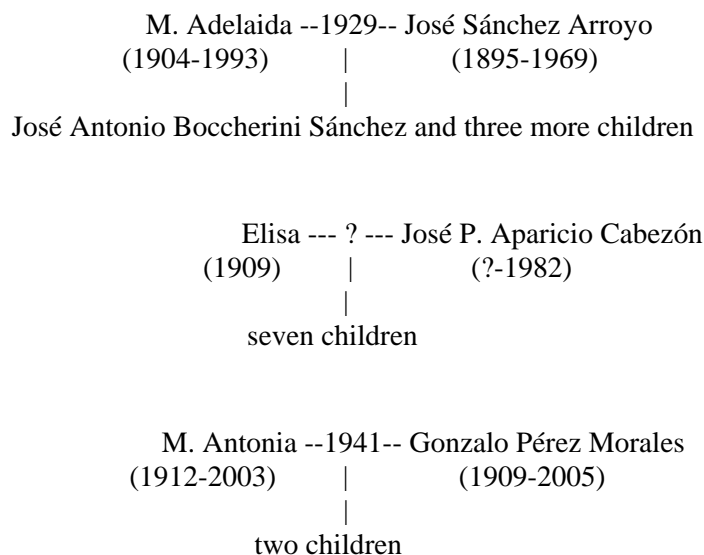 M. Adelaida --1929-- José Sánchez Arroyo
(1904-1993) | (1895-1969)
|
José Antonio Boccherini Sánchez and three more children
Elisa --- ? --- José P. Aparicio Cabezón
(1909) | (?-1982)
|
seven children
M. Antonia --1941-- Gonzalo Pérez Morales
(1912-2003) | (1909-2005)
|
two children